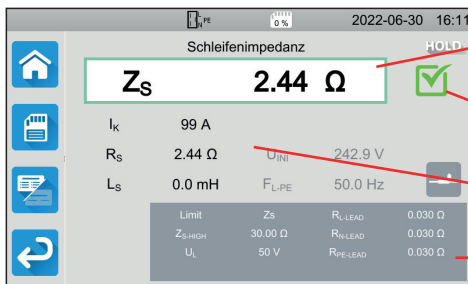 L PE N 0 % 2022-06-30 16:11
Schleifenimpedanz HOLD
ZS 2.44 Ω
IK 99 A
RS 2.44 Ω UINI 242.9 V
LS 0.0 mH FL-PE 50.0 Hz
Limit Zs RL-LEAD 0.030 Ω
ZS-HIGH 30.00 Ω RN-LEAD 0.030 Ω
UL 50 V RPE-LEAD 0.030 Ω